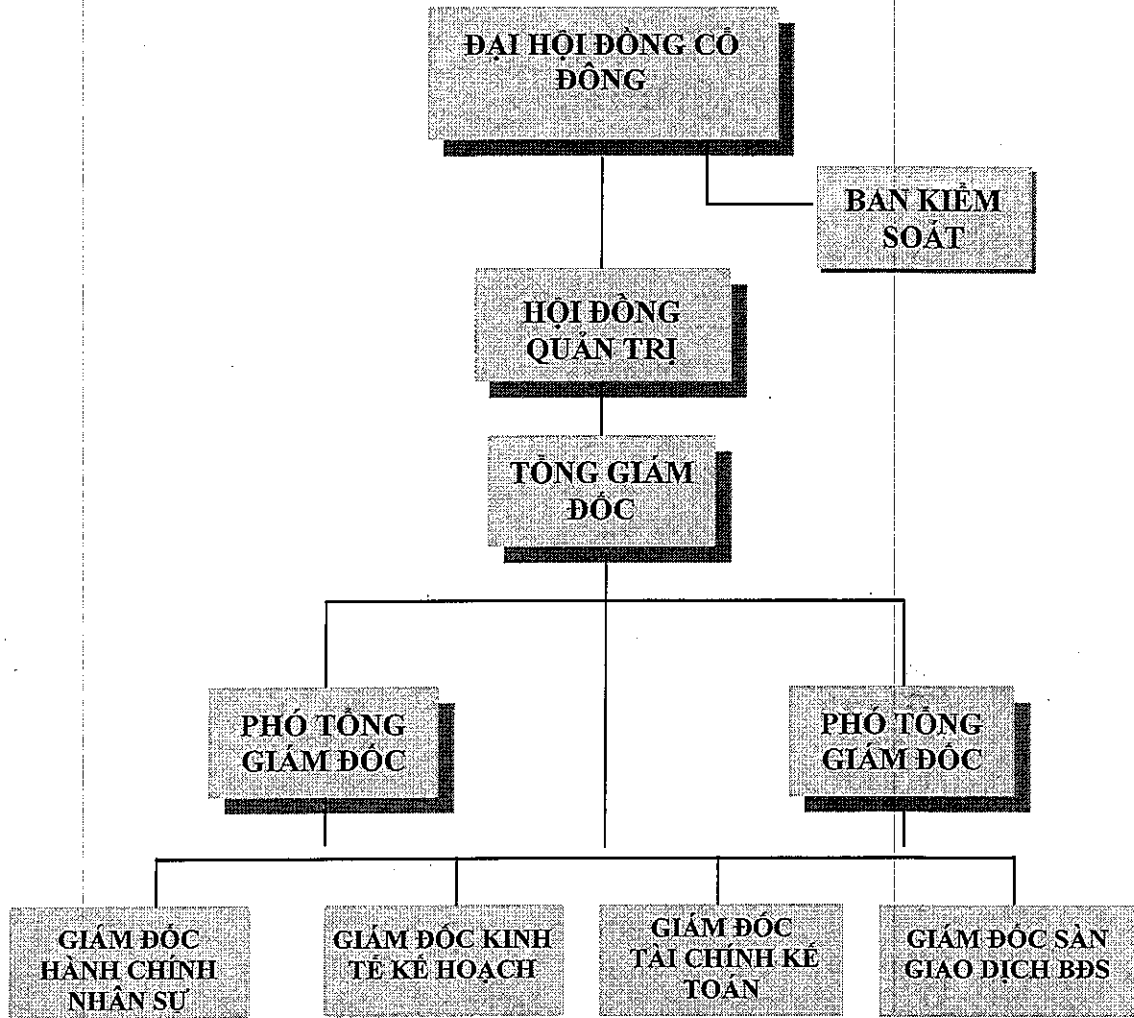 ĐẠI HỘI ĐỒNG CỔ
ĐÔNG
BAN KIỂM
SOÁT
HỘI ĐỒNG
QUẢN TRỊ
TỔNG GIÁM
ĐỐC
PHÓ TỔNG
GIÁM ĐỐC
PHÓ TỔNG
GIÁM ĐỐC
GIÁM ĐỐC
HÀNH CHÍNH
NHÂN SỰ
GIÁM ĐỐC KINH
TẾ KẾ HOẠCH
GIÁM ĐỐC
TÀI CHÍNH KẾ
TOÁN
GIÁM ĐỐC SÀN
GIAO DỊCH BĐS